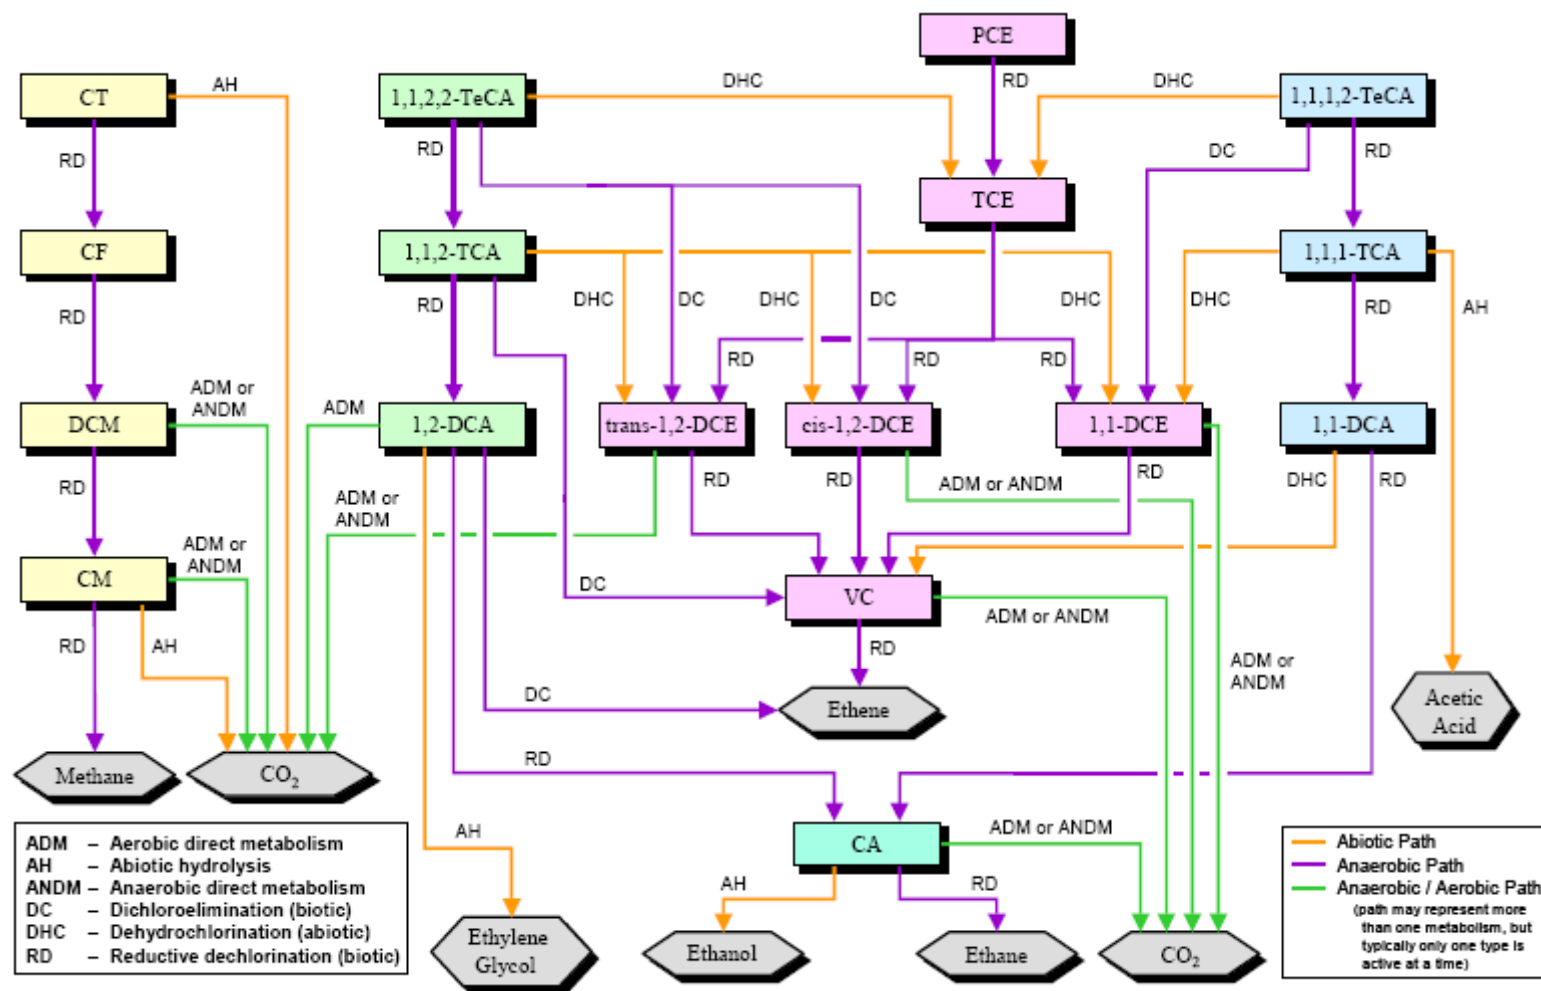 PCE
CT
AH
1,1,2,2-TeCA
DHC
RD
DHC
1,1,1,2-TeCA
RD
RD
DC
RD
TCE
CF
1,1,2-TCA
1,1,1-TCA
RD
RD
DHC
DC
DHC
DC
DHC
DHC
RD
AH
RD
RD
RD
ADM or
ANDM
ADM
DCM
1,2-DCA
trans-1,2-DCE
cis-1,2-DCE
1,1-DCE
1,1-DCA
RD
ADM or
ANDM
RD
RD
ADM or ANDM
RD
DHC
RD
ADM or
ANDM
CM
DC
VC
ADM or ANDM
RD
AH
RD
ADM or
ANDM
DC
Ethene
Acetic
Acid
Methane
CO2
RD
ADM – Aerobic direct metabolism
AH – Abiotic hydrolysis
ANDM – Anaerobic direct metabolism
DC – Dichloroelimination (biotic)
DHC – Dehydrochlorination (abiotic)
RD – Reductive dechlorination (biotic)
AH
CA
ADM or ANDM
AH
RD
Ethylene
Glycol
Ethanol
Ethane
CO2
Abiotic Path
Anaerobic Path
Anaerobic / Aerobic Path
(path may represent more
than one metabolism, but
typically only one type is
active at a time)